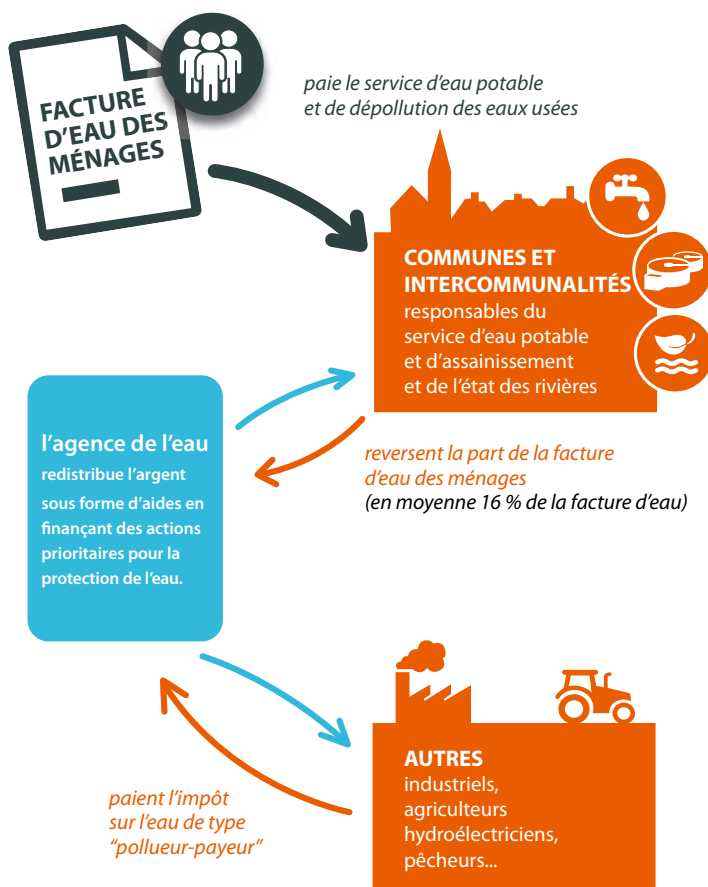 FACTURE
D'EAU DES
MÉNAGES
paie le service d'eau potable
et de dépollution des eaux usées
COMMUNES ET
INTERCOMMUNALITÉS
responsables du
service d'eau potable
et d'assainissement
et de l'état des rivières
l'agence de l'eau
redistribue l'argent
sous forme d'aides en
finançant des actions
prioritaires pour la
protection de l'eau.
reversent la part de la facture
d'eau des ménages
(en moyenne 16 % de la facture d'eau)
AUTRES
industriels,
agriculteurs
hydroélectriciens,
pêcheurs...
paient l'impôt
sur l'eau de type
"pollueur-payeur"